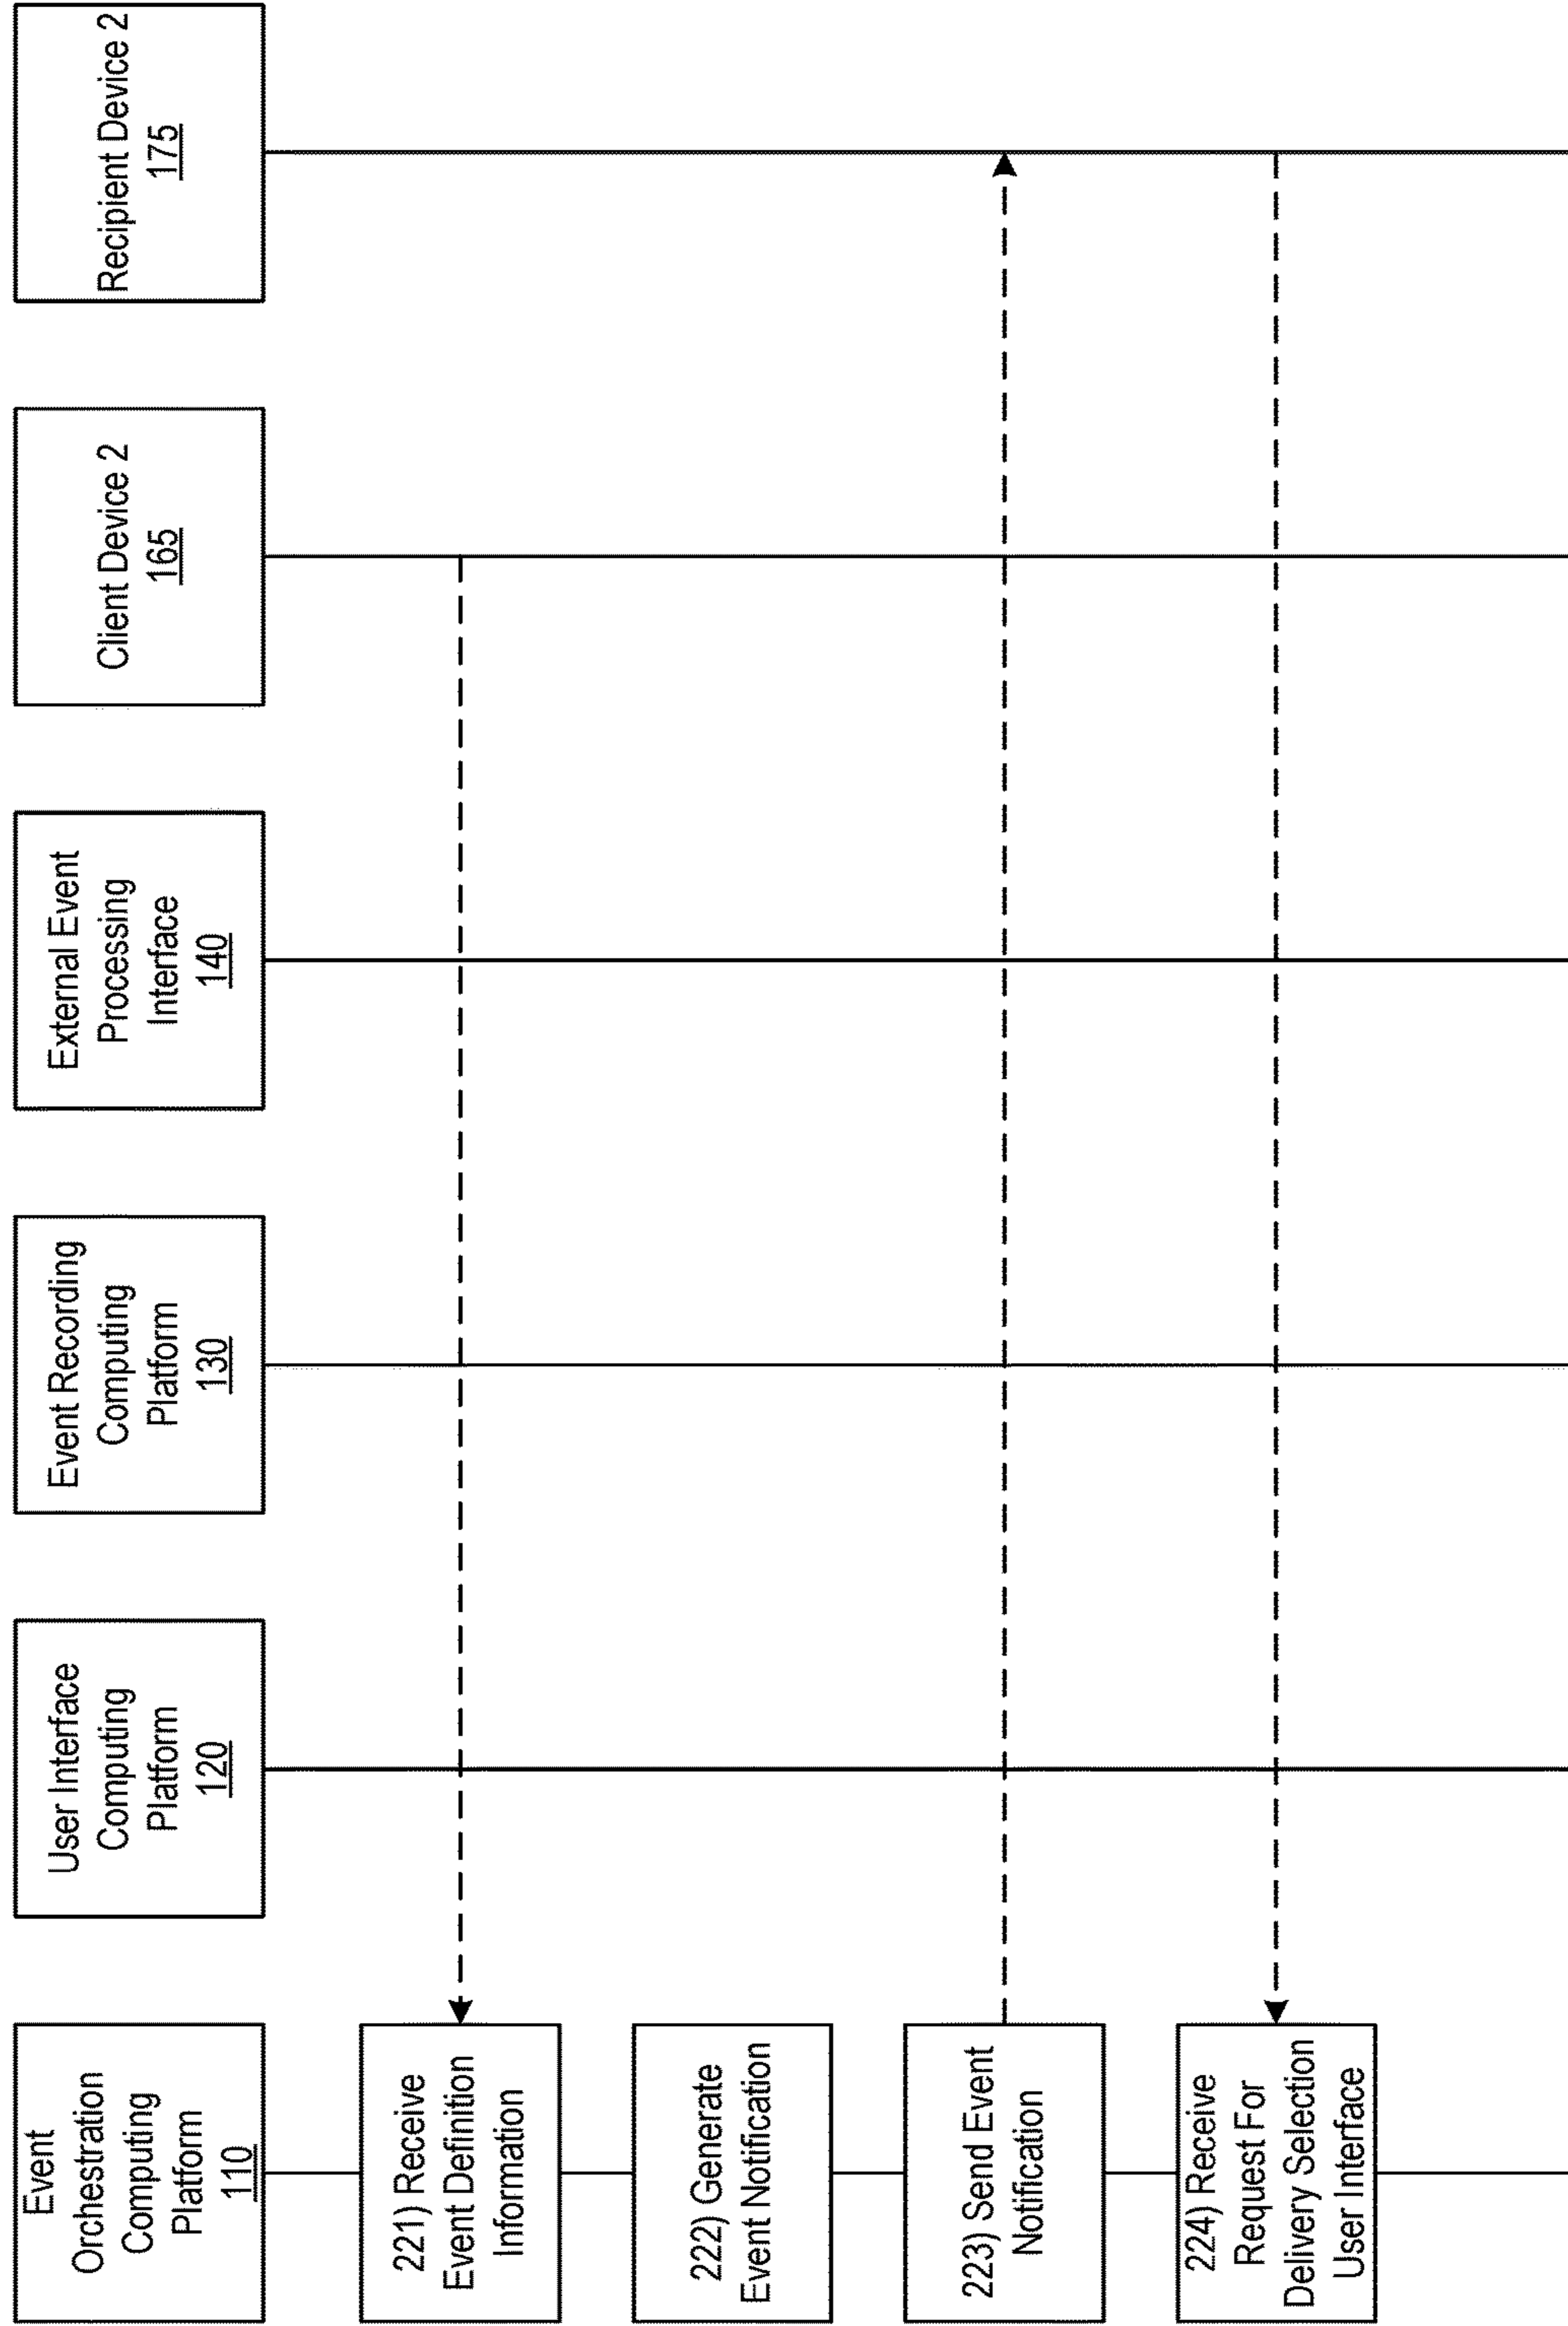 Event
Orchestration
Computing
Platform
110
User Interface
Computing
Platform
120
Event Recording
Computing
Platform
130
External Event
Processing
Interface
140
Client Device 2
165
Recipient Device 2
175
221) Receive
Event Definition
Information
222) Generate
Event Notification
223) Send Event
Notification
224) Receive
Request For
Delivery Selection
User Interface